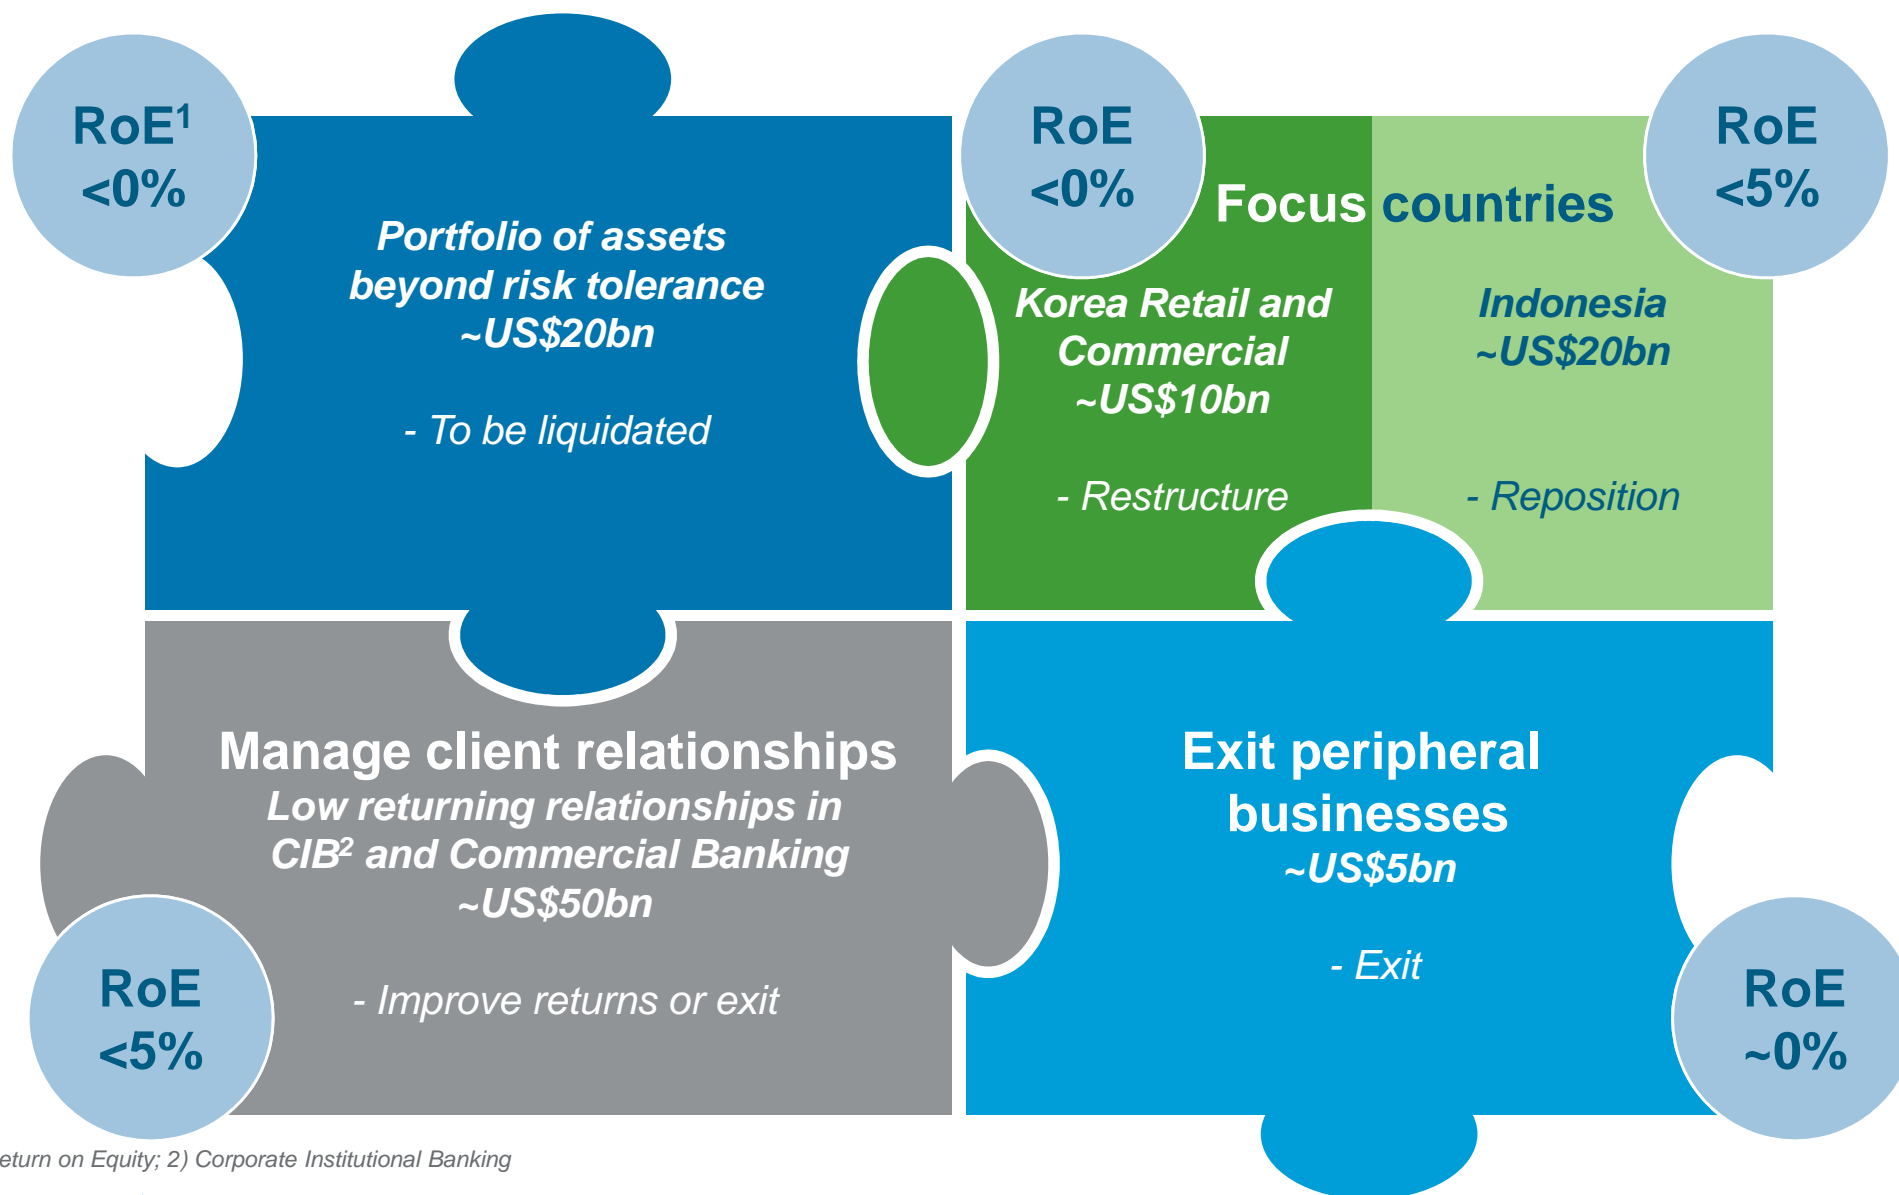 RoE¹
<0%
Portfolio of assets
beyond risk tolerance
~US$20bn
- To be liquidated
RoE
<0%
Focus countries
RoE
<5%
Korea Retail and
Commercial
~US$10bn
- Restructure
Indonesia
~US$20bn
- Reposition
Manage client relationships
Low returning relationships in
CIB² and Commercial Banking
~US$50bn
- Improve returns or exit
RoE
<5%
Exit peripheral
businesses
~US$5bn
- Exit
RoE
~0%
eturn on Equity; 2) Corporate Institutional Banking